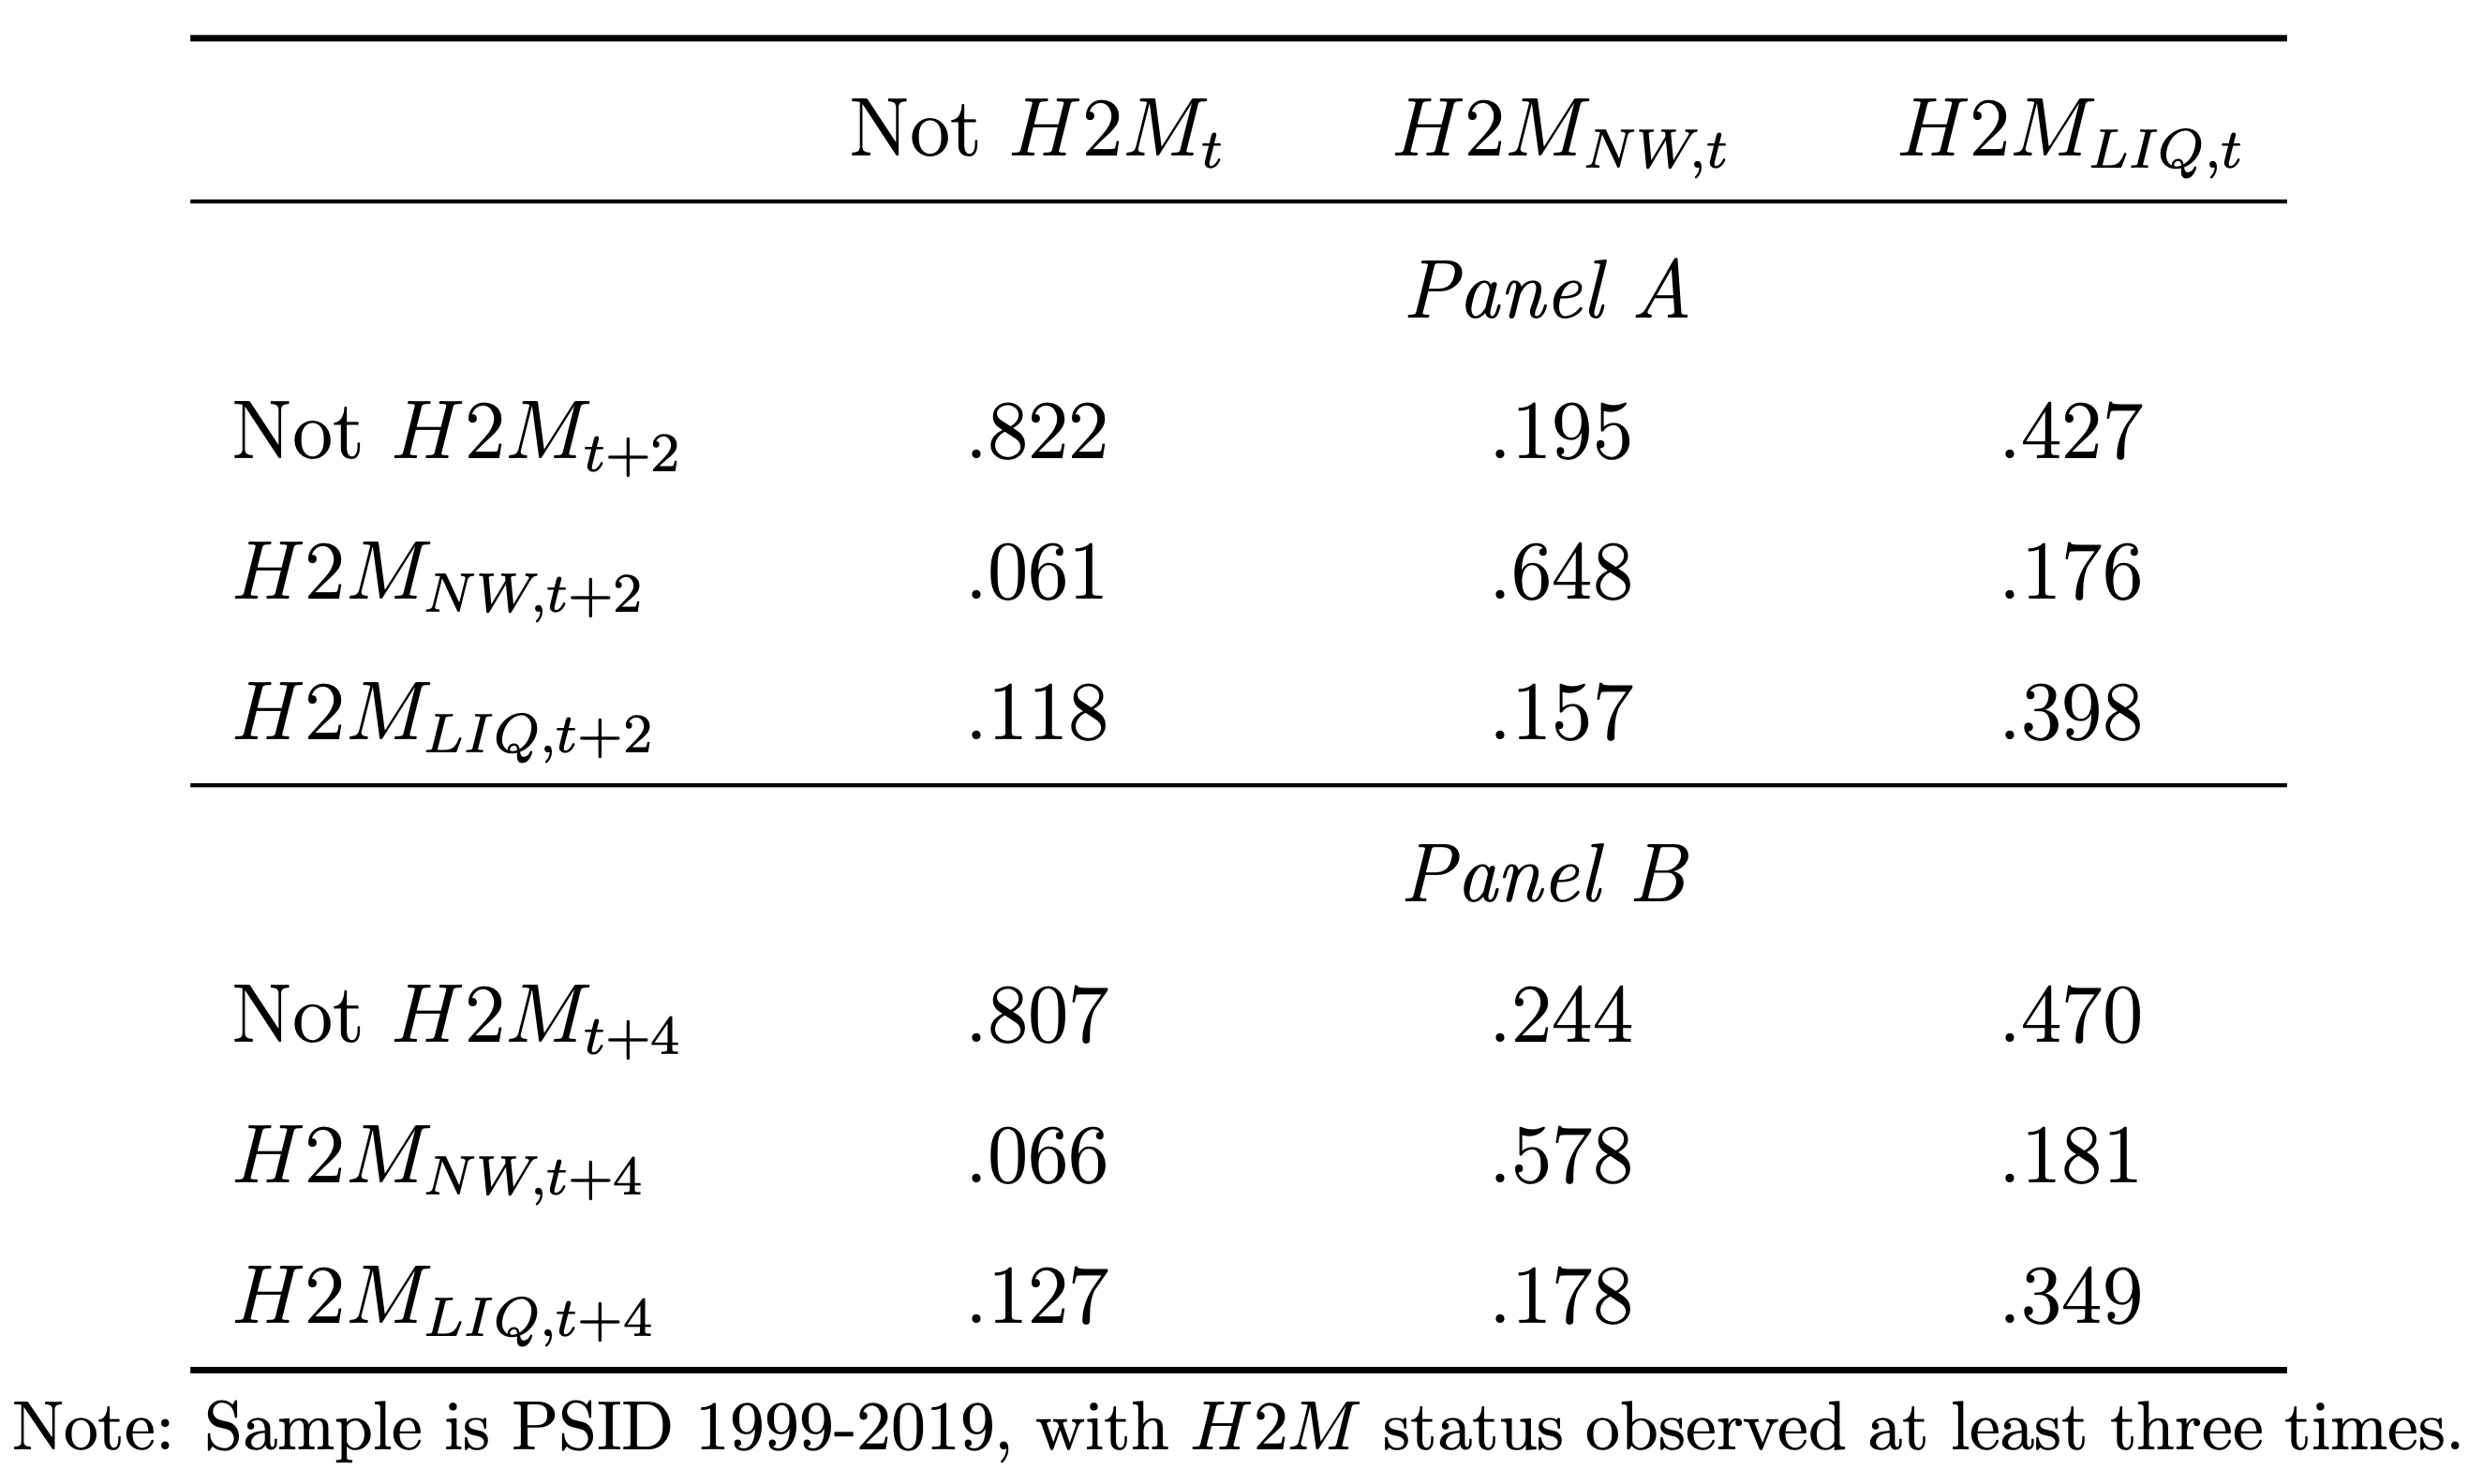 Not H2M_t H2M_{NW,t} H2M_{LIQ,t}
Panel A
Not H2M_{t+2} .822 .195 .427
H2M_{NW,t+2} .061 .648 .176
H2M_{LIQ,t+2} .118 .157 .398
Panel B
Not H2M_{t+4} .807 .244 .470
H2M_{NW,t+4} .066 .578 .181
H2M_{LIQ,t+4} .127 .178 .349
Note: Sample is PSID 1999-2019, with H2M status observed at least three times.